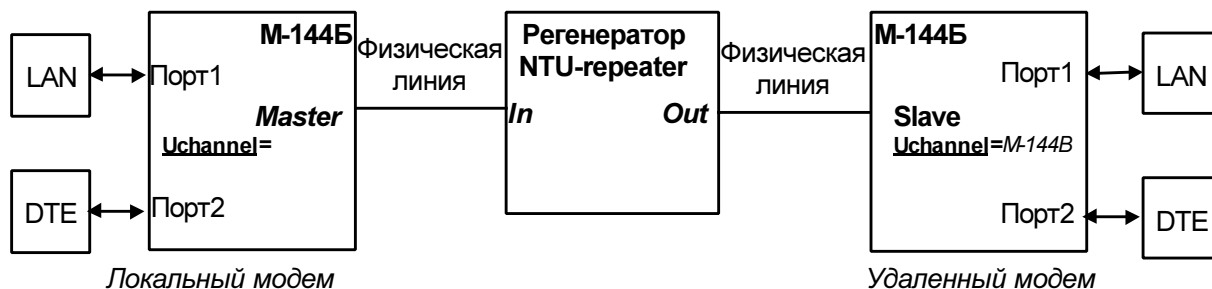 LAN
DTE
М-144Б
Порт1
Master
Uchannel=
Порт2
Локальный модем
Физическая
линия
Регенератор
NTU-repeater
In
Out
Физическая
линия
М-144Б
Порт1
Slave
Uchannel=M-144B
Порт2
Удаленный модем
LAN
DTE